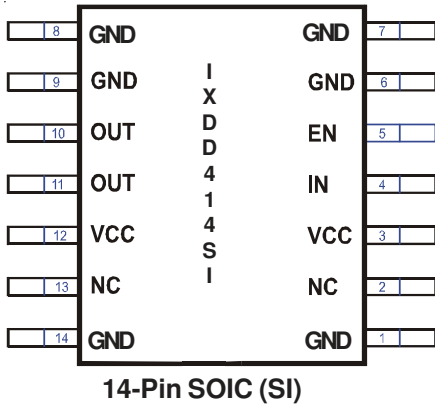 8 GND GND 7
9 GND GND 6
10 OUT EN 5
11 OUT IN 4
12 VCC VCC 3
13 NC NC 2
14 GND GND 1
IXDD414SI
14-Pin SOIC (SI)